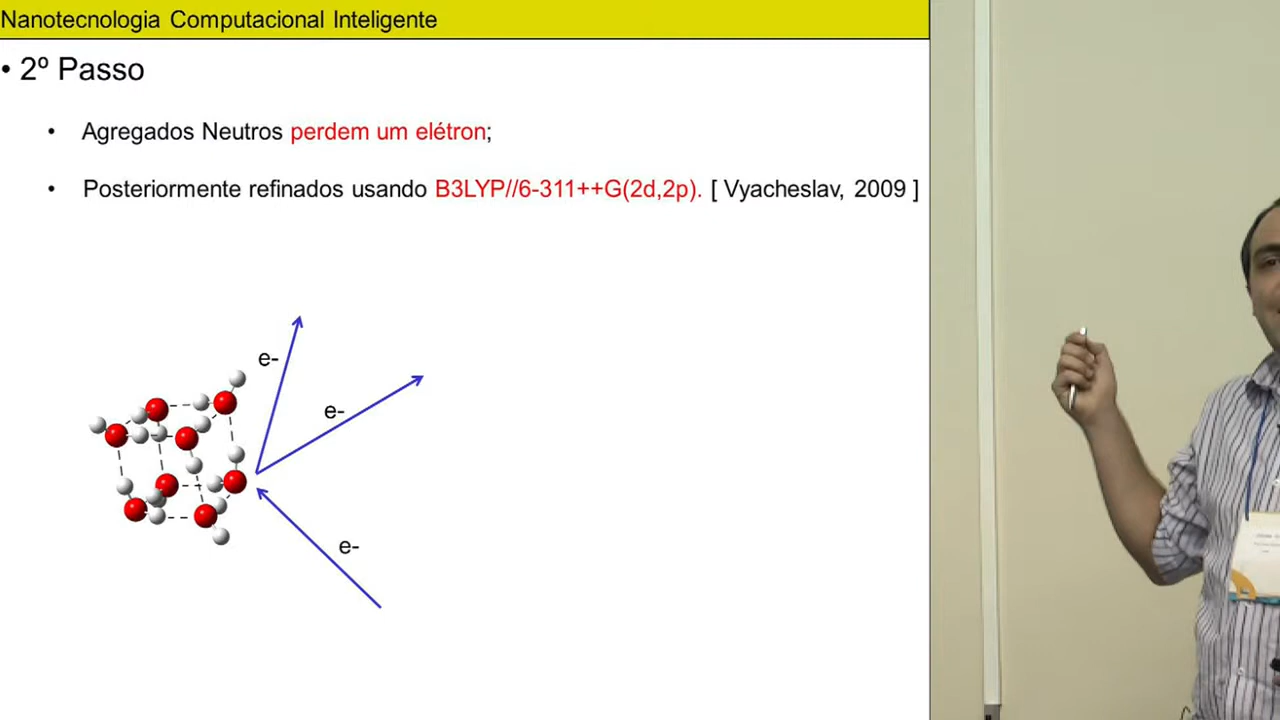 Nanotecnologia Computacional Inteligente
• 2º Passo
• Agregados Neutros perdem um elétron;
• Posteriormente refinados usando B3LYP//6-311++G(2d,2p). [ Vyacheslav, 2009 ]
e-
e-
e-